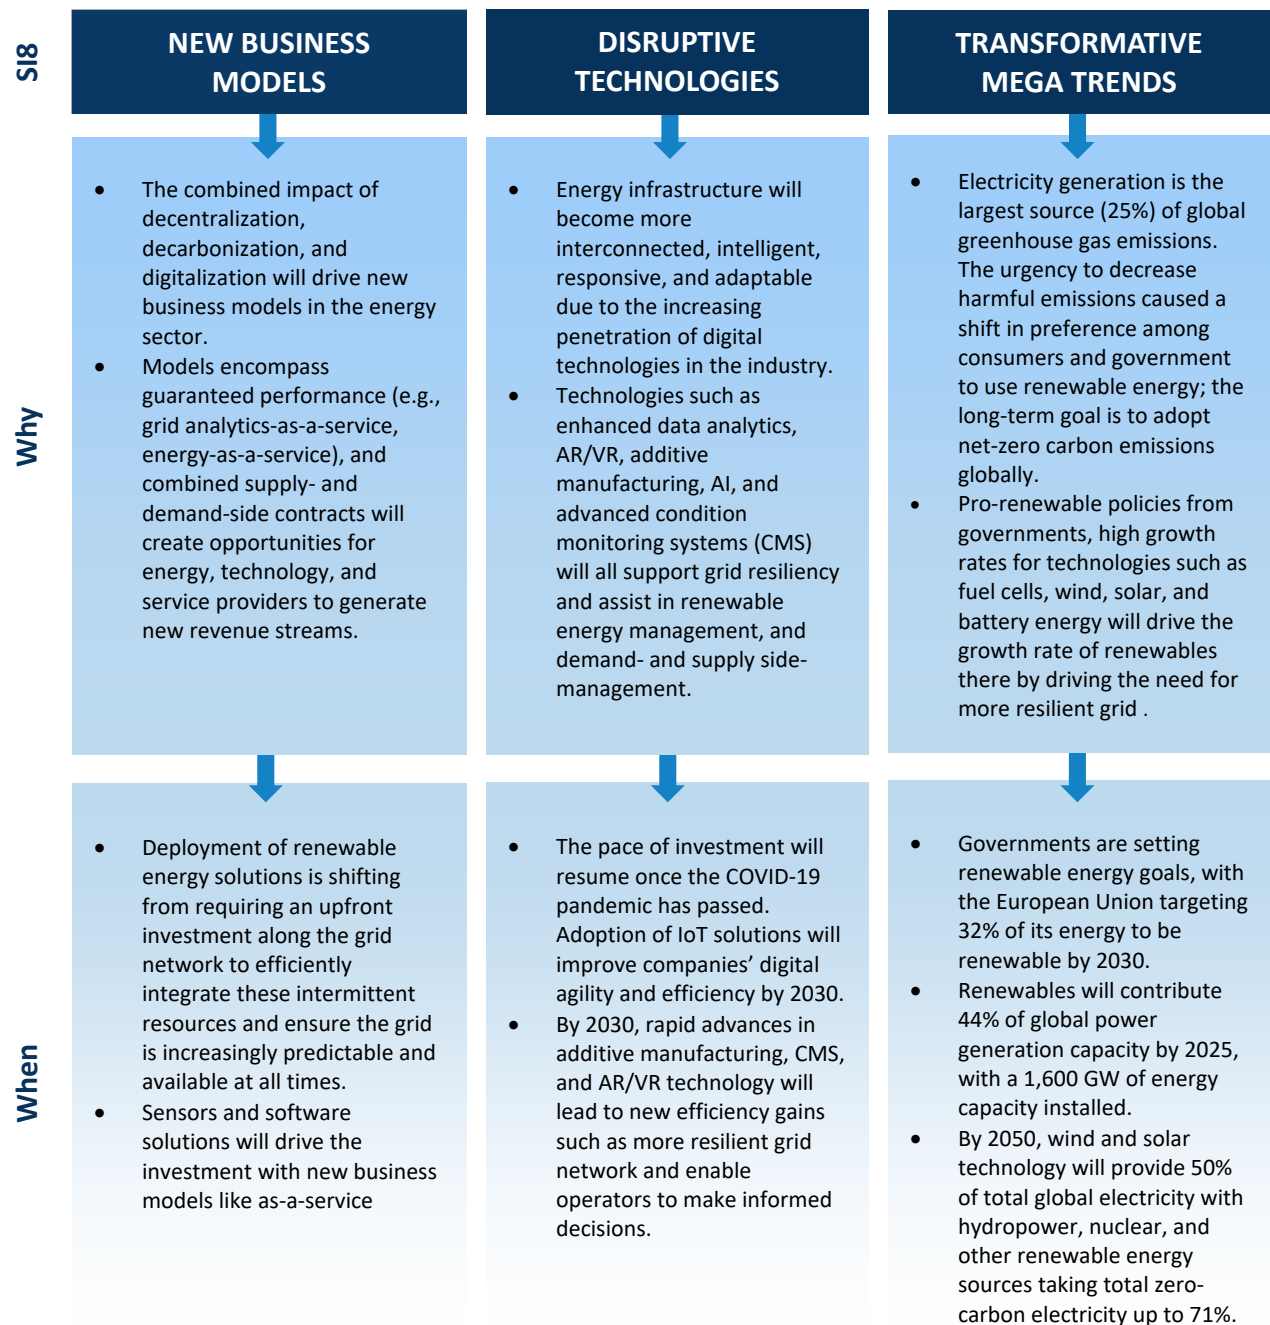 SI8
NEW BUSINESS
MODELS
DISRUPTIVE
TECHNOLOGIES
TRANSFORMATIVE
MEGA TRENDS
Why
• The combined impact of
decentralization,
decarbonization, and
digitalization will drive new
business models in the energy
sector.
• Models encompass
guaranteed performance (e.g.,
grid analytics-as-a-service,
energy-as-a-service), and
combined supply- and
demand-side contracts will
create opportunities for
energy, technology, and
service providers to generate
new revenue streams.
• Energy infrastructure will
become more
interconnected, intelligent,
responsive, and adaptable
due to the increasing
penetration of digital
technologies in the industry.
• Technologies such as
enhanced data analytics,
AR/VR, additive
manufacturing, AI, and
advanced condition
monitoring systems (CMS)
will all support grid resiliency
and assist in renewable
energy management, and
demand- and supply side-
management.
• Electricity generation is the
largest source (25%) of global
greenhouse gas emissions.
The urgency to decrease
harmful emissions caused a
shift in preference among
consumers and government
to use renewable energy; the
long-term goal is to adopt
net-zero carbon emissions
globally.
• Pro-renewable policies from
governments, high growth
rates for technologies such as
fuel cells, wind, solar, and
battery energy will drive the
growth rate of renewables
there by driving the need for
more resilient grid .
When
• Deployment of renewable
energy solutions is shifting
from requiring an upfront
investment along the grid
network to efficiently
integrate these intermittent
resources and ensure the grid
is increasingly predictable and
available at all times.
• Sensors and software
solutions will drive the
investment with new business
models like as-a-service
• The pace of investment will
resume once the COVID-19
pandemic has passed.
Adoption of IoT solutions will
improve companies’ digital
agility and efficiency by 2030.
• By 2030, rapid advances in
additive manufacturing, CMS,
and AR/VR technology will
lead to new efficiency gains
such as more resilient grid
network and enable
operators to make informed
decisions.
• Governments are setting
renewable energy goals, with
the European Union targeting
32% of its energy to be
renewable by 2030.
• Renewables will contribute
44% of global power
generation capacity by 2025,
with a 1,600 GW of energy
capacity installed.
• By 2050, wind and solar
technology will provide 50%
of total global electricity with
hydropower, nuclear, and
other renewable energy
sources taking total zero-
carbon electricity up to 71%.